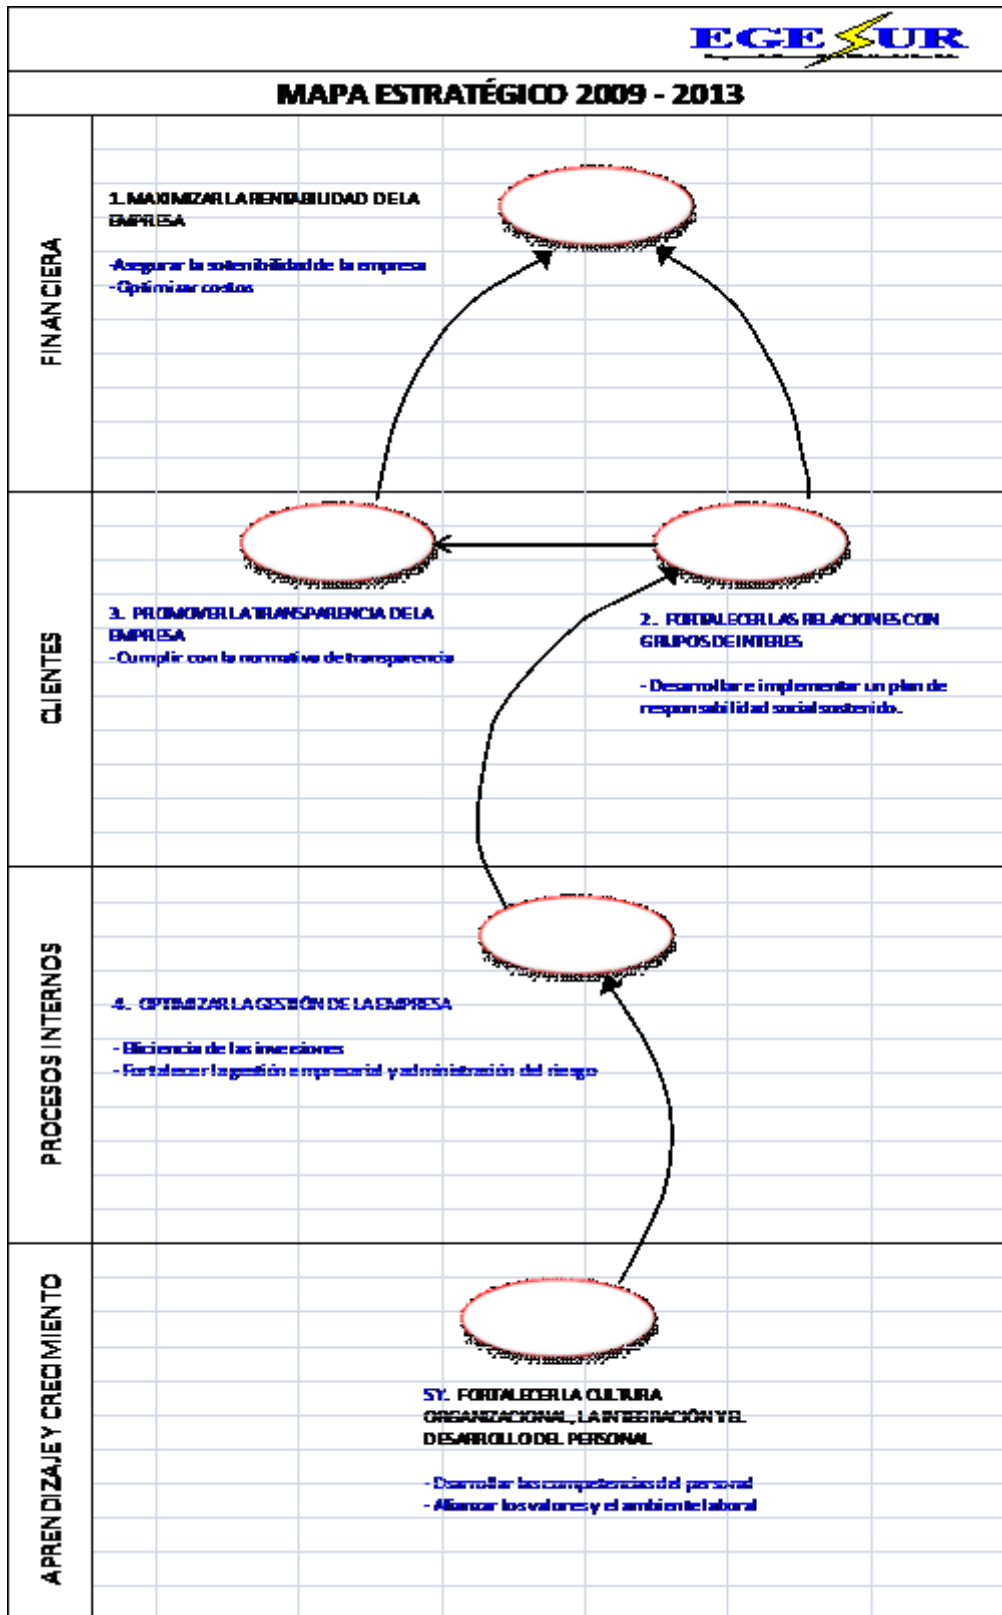 EGESUR
MAPA ESTRATÉGICO 2009 - 2013
FINANCIERA
1. MAXIMIZAR LA RENTABILIDAD DE LA
EMPRESA
-Asegurar la sotenibilidad de la empresa
- Optimizar costos
CLIENTES
3. PROMOVER LA TRANSPARENCIA DE LA
EMPRESA
- Cumplir con la normativa de transparencia
2. FORTALECER LAS RELACIONES CON
GRUPOS DE INTERES
- Desarrollar e implementar un plan de
responsabilidad social sostenido.
PROCESOS INTERNOS
4. OPTIMIZAR LA GESTIÓN DE LA EMPRESA
- Eficiencia de las inversiones
- Fortalecer la gestión empresarial y administración del riesgo
APRENDIZAJE Y CRECIMIENTO
5Y. FORTALECER LA CULTURA
ORGANIZACIONAL, LA INTEGRACIÓN Y EL
DESARROLLO DEL PERSONAL
- Dsarrollar las competencias del personal
- Afianzar los valores y el ambiente laboral